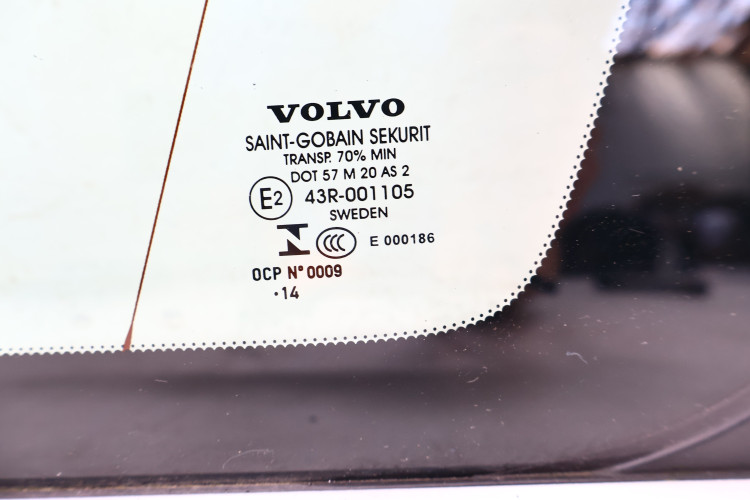 VOLVO
SAINT-GOBAIN SEKURIT
TRANSP. 70% MIN
DOT 57 M 20 AS 2
E2 43R-001105
SWEDEN
N CCC E 000186
OCP N° 0009
·14